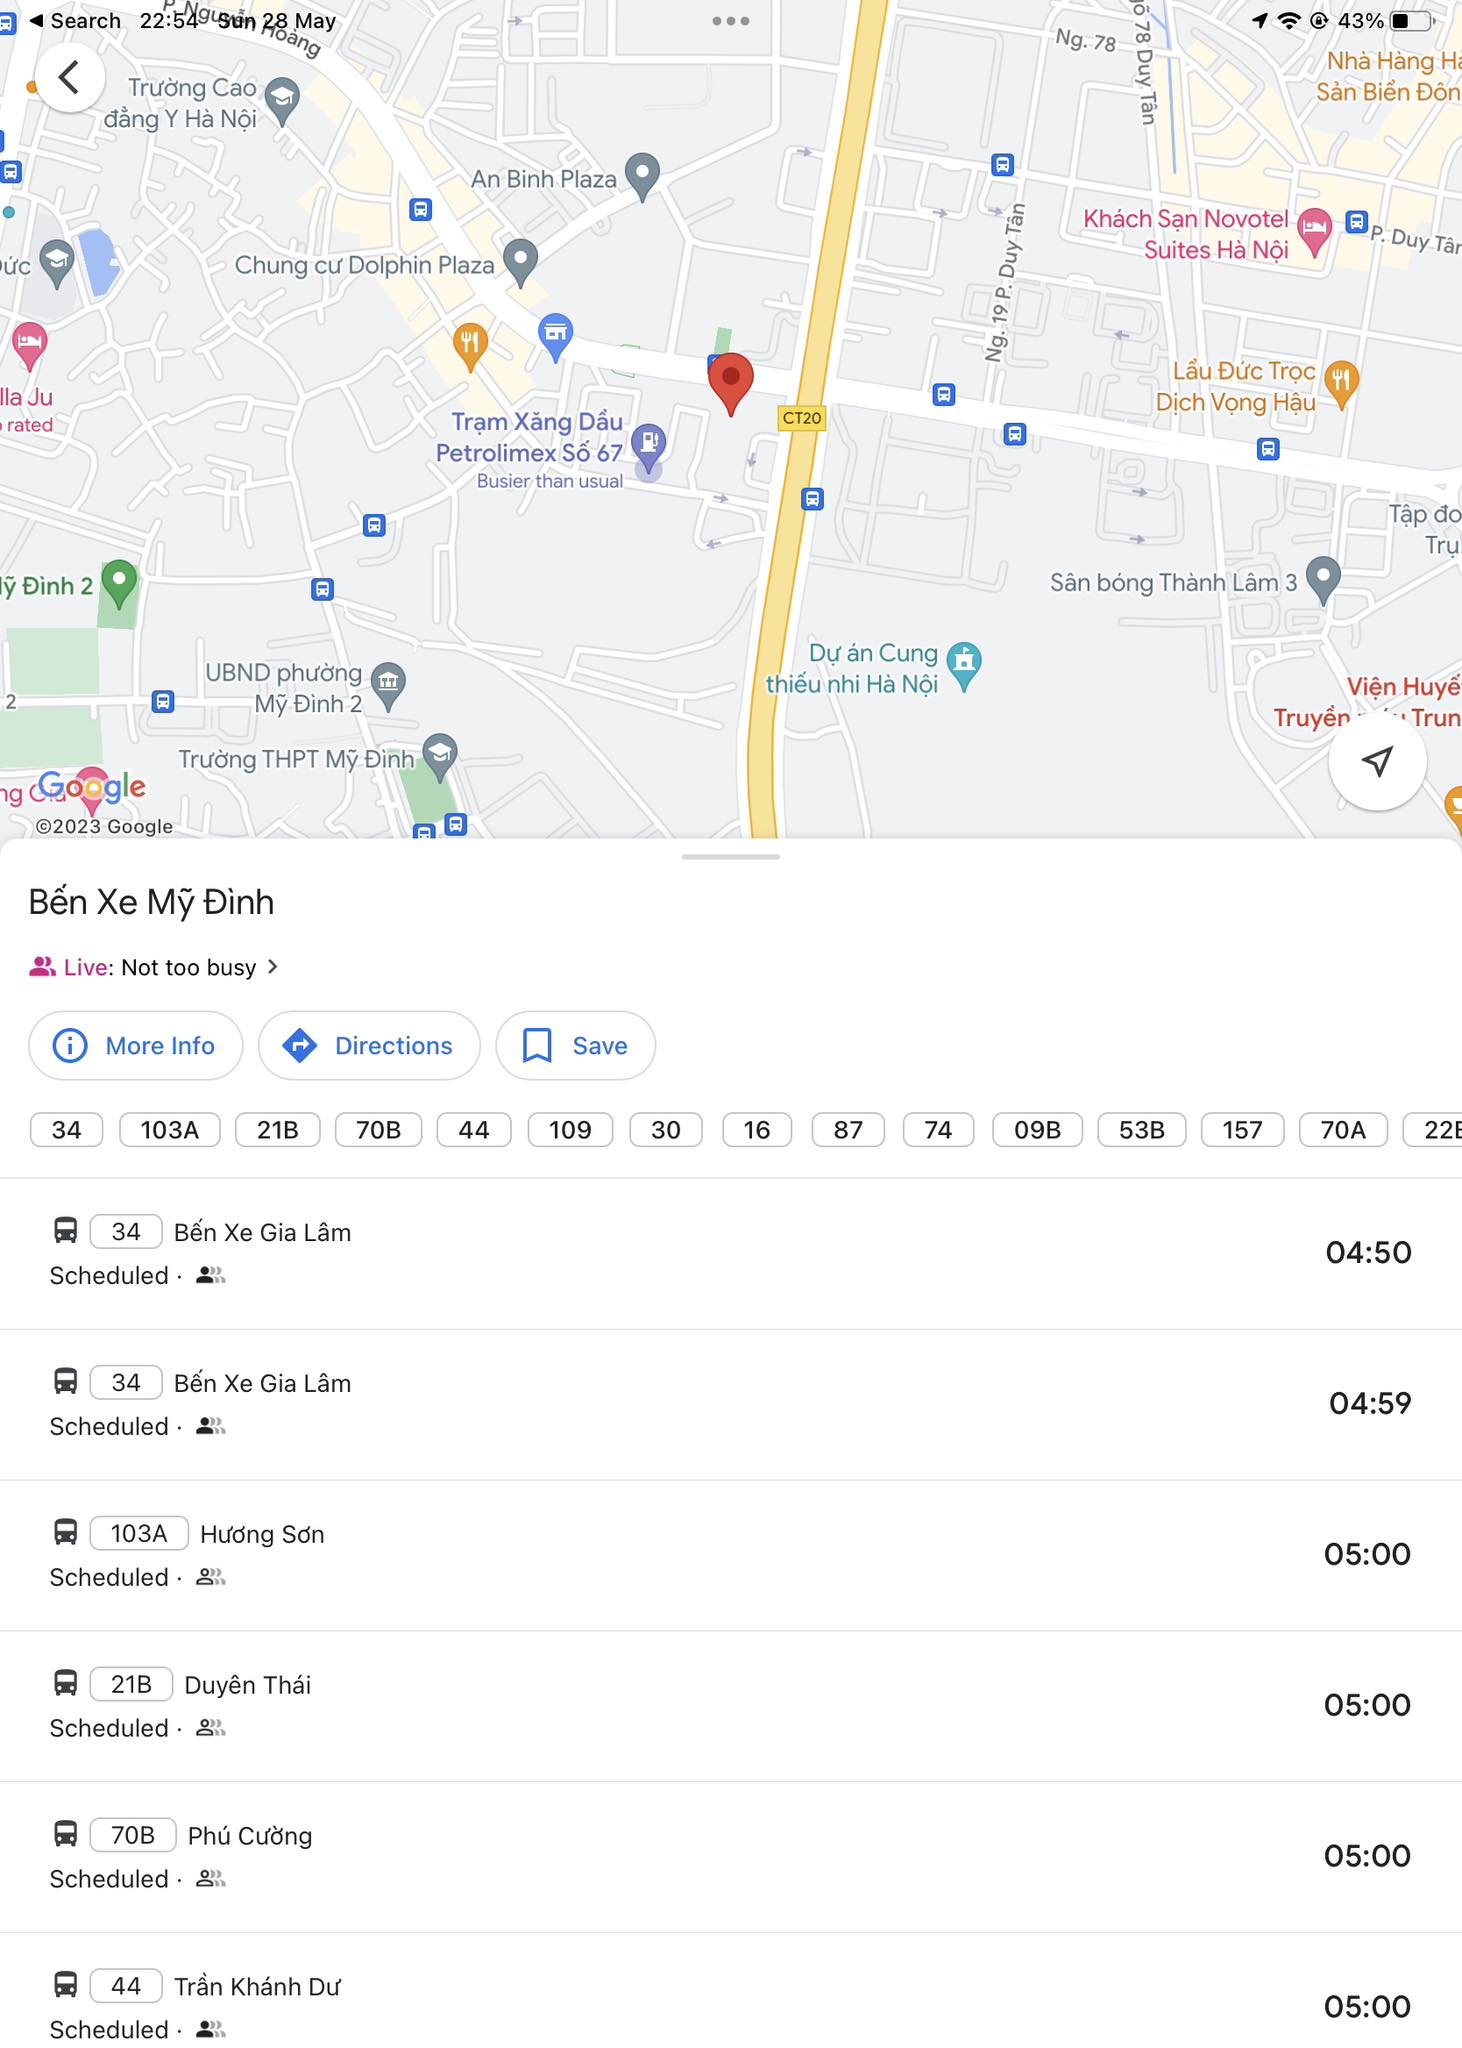 Search 22:54 Sun 28 May
43%
P. Nguyễn Hoàng
Ng. 78
Ngõ 78 Duy Tân
Nhà Hàng Hả
Sản Biển Đôn
Trường Cao
đẳng Y Hà Nội
An Binh Plaza
Khách Sạn Novotel
Suites Hà Nội
P. Duy Tân
Ng. 19 P. Duy Tân
Chung cư Dolphin Plaza
Đức
Lẩu Đức Trọc
Dịch Vọng Hậu
lla Ju
rated
Trạm Xăng Dầu
Petrolimex Số 67
Busier than usual
CT20
Tập đo
Trụ
Sân bóng Thành Lâm 3
ỹ Đình 2
Dự án Cung
thiếu nhi Hà Nội
UBND phường
Mỹ Đình 2
2
Viện Huyế
Truyền máu Trun
Trường THPT Mỹ Đình
Google
©2023 Google
Bến Xe Mỹ Đình
Live: Not too busy
More Info
Directions
Save
34 103A 21B 70B 44 109 30 16 87 74 09B 53B 157 70A 22B
34 Bến Xe Gia Lâm
04:50
Scheduled ·
34 Bến Xe Gia Lâm
04:59
Scheduled ·
103A Hương Sơn
05:00
Scheduled ·
21B Duyên Thái
05:00
Scheduled ·
70B Phú Cường
05:00
Scheduled ·
44 Trần Khánh Dư
05:00
Scheduled ·